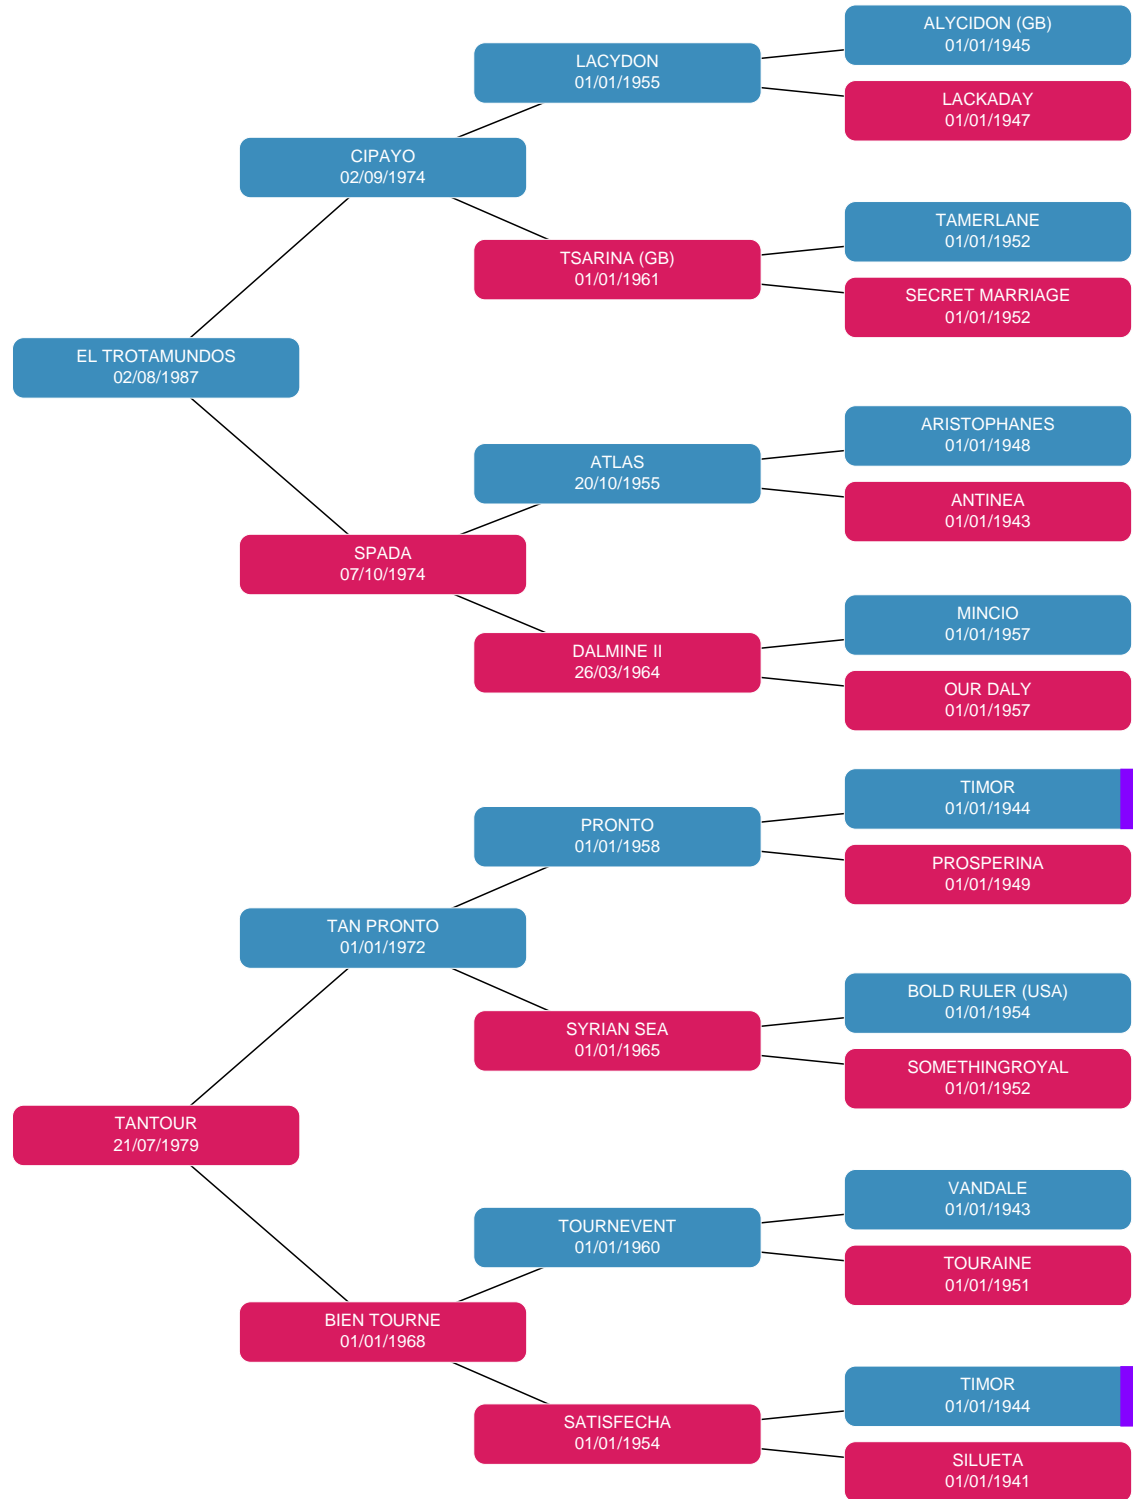 ALYCIDON (GB)
01/01/1945
LACYDON
01/01/1955
LACKADAY
01/01/1947
CIPAYO
02/09/1974
TAMERLANE
01/01/1952
TSARINA (GB)
01/01/1961
SECRET MARRIAGE
01/01/1952
EL TROTAMUNDOS
02/08/1987
ARISTOPHANES
01/01/1948
ATLAS
20/10/1955
ANTINEA
01/01/1943
SPADA
07/10/1974
MINCIO
01/01/1957
DALMINE II
26/03/1964
OUR DALY
01/01/1957
TIMOR
01/01/1944
PRONTO
01/01/1958
PROSPERINA
01/01/1949
TAN PRONTO
01/01/1972
BOLD RULER (USA)
01/01/1954
SYRIAN SEA
01/01/1965
SOMETHINGROYAL
01/01/1952
TANTOUR
21/07/1979
VANDALE
01/01/1943
TOURNEVENT
01/01/1960
TOURAINE
01/01/1951
BIEN TOURNE
01/01/1968
TIMOR
01/01/1944
SATISFECHA
01/01/1954
SILUETA
01/01/1941